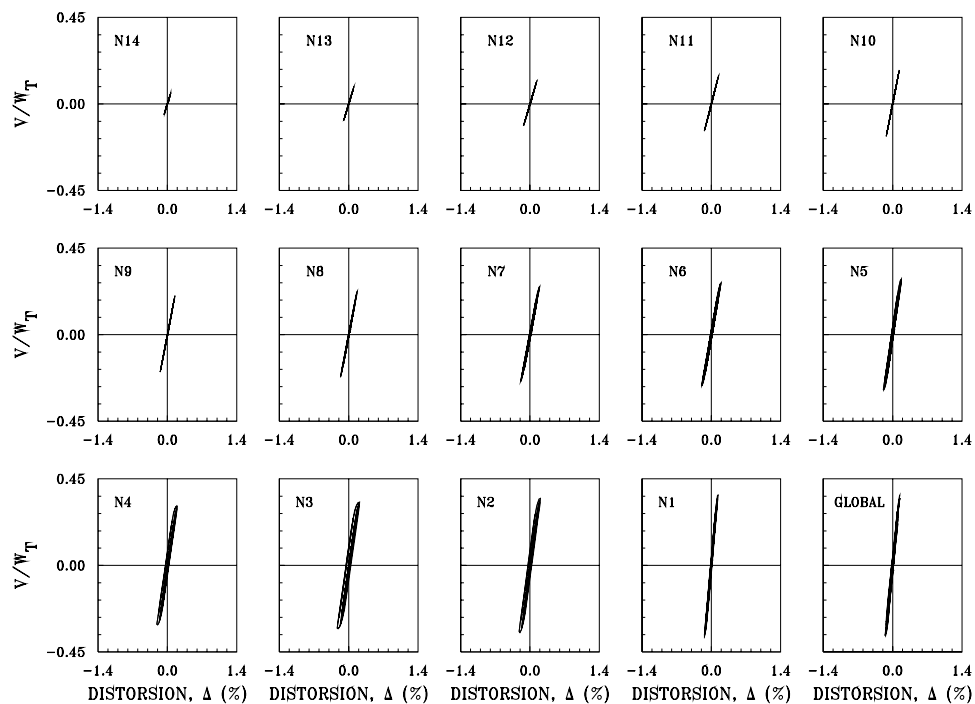 0.45
N14
N13
N12
N11
N10
V/W_T
0.00
−0.45
−1.4 0.0 1.4 −1.4 0.0 1.4 −1.4 0.0 1.4 −1.4 0.0 1.4 −1.4 0.0 1.4
0.45
N9
N8
N7
N6
N5
V/W_T
0.00
−0.45
−1.4 0.0 1.4 −1.4 0.0 1.4 −1.4 0.0 1.4 −1.4 0.0 1.4 −1.4 0.0 1.4
0.45
N4
N3
N2
N1
GLOBAL
V/W_T
0.00
−0.45
−1.4 0.0 1.4 −1.4 0.0 1.4 −1.4 0.0 1.4 −1.4 0.0 1.4 −1.4 0.0 1.4
DISTORSION, Δ (%) DISTORSION, Δ (%) DISTORSION, Δ (%) DISTORSION, Δ (%) DISTORSION, Δ (%)